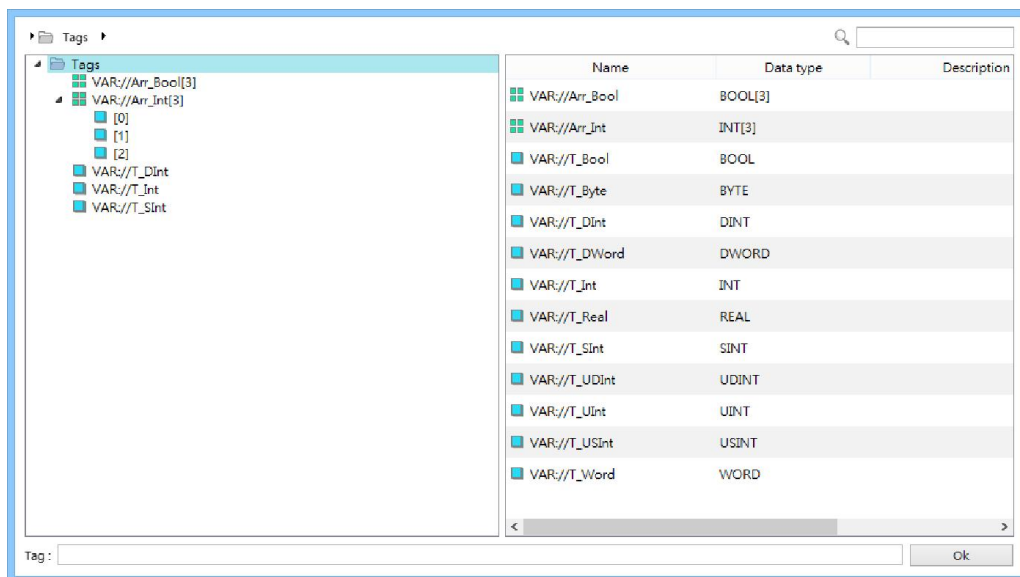 Tags
Tags
VAR://Arr_Bool[3]
VAR://Arr_Int[3]
[0]
[1]
[2]
VAR://T_DInt
VAR://T_Int
VAR://T_SInt
Name Data type Description
VAR://Arr_Bool BOOL[3]
VAR://Arr_Int INT[3]
VAR://T_Bool BOOL
VAR://T_Byte BYTE
VAR://T_DInt DINT
VAR://T_DWord DWORD
VAR://T_Int INT
VAR://T_Real REAL
VAR://T_SInt SINT
VAR://T_UDInt UDINT
VAR://T_UInt UINT
VAR://T_USInt USINT
VAR://T_Word WORD
Tag :
Ok